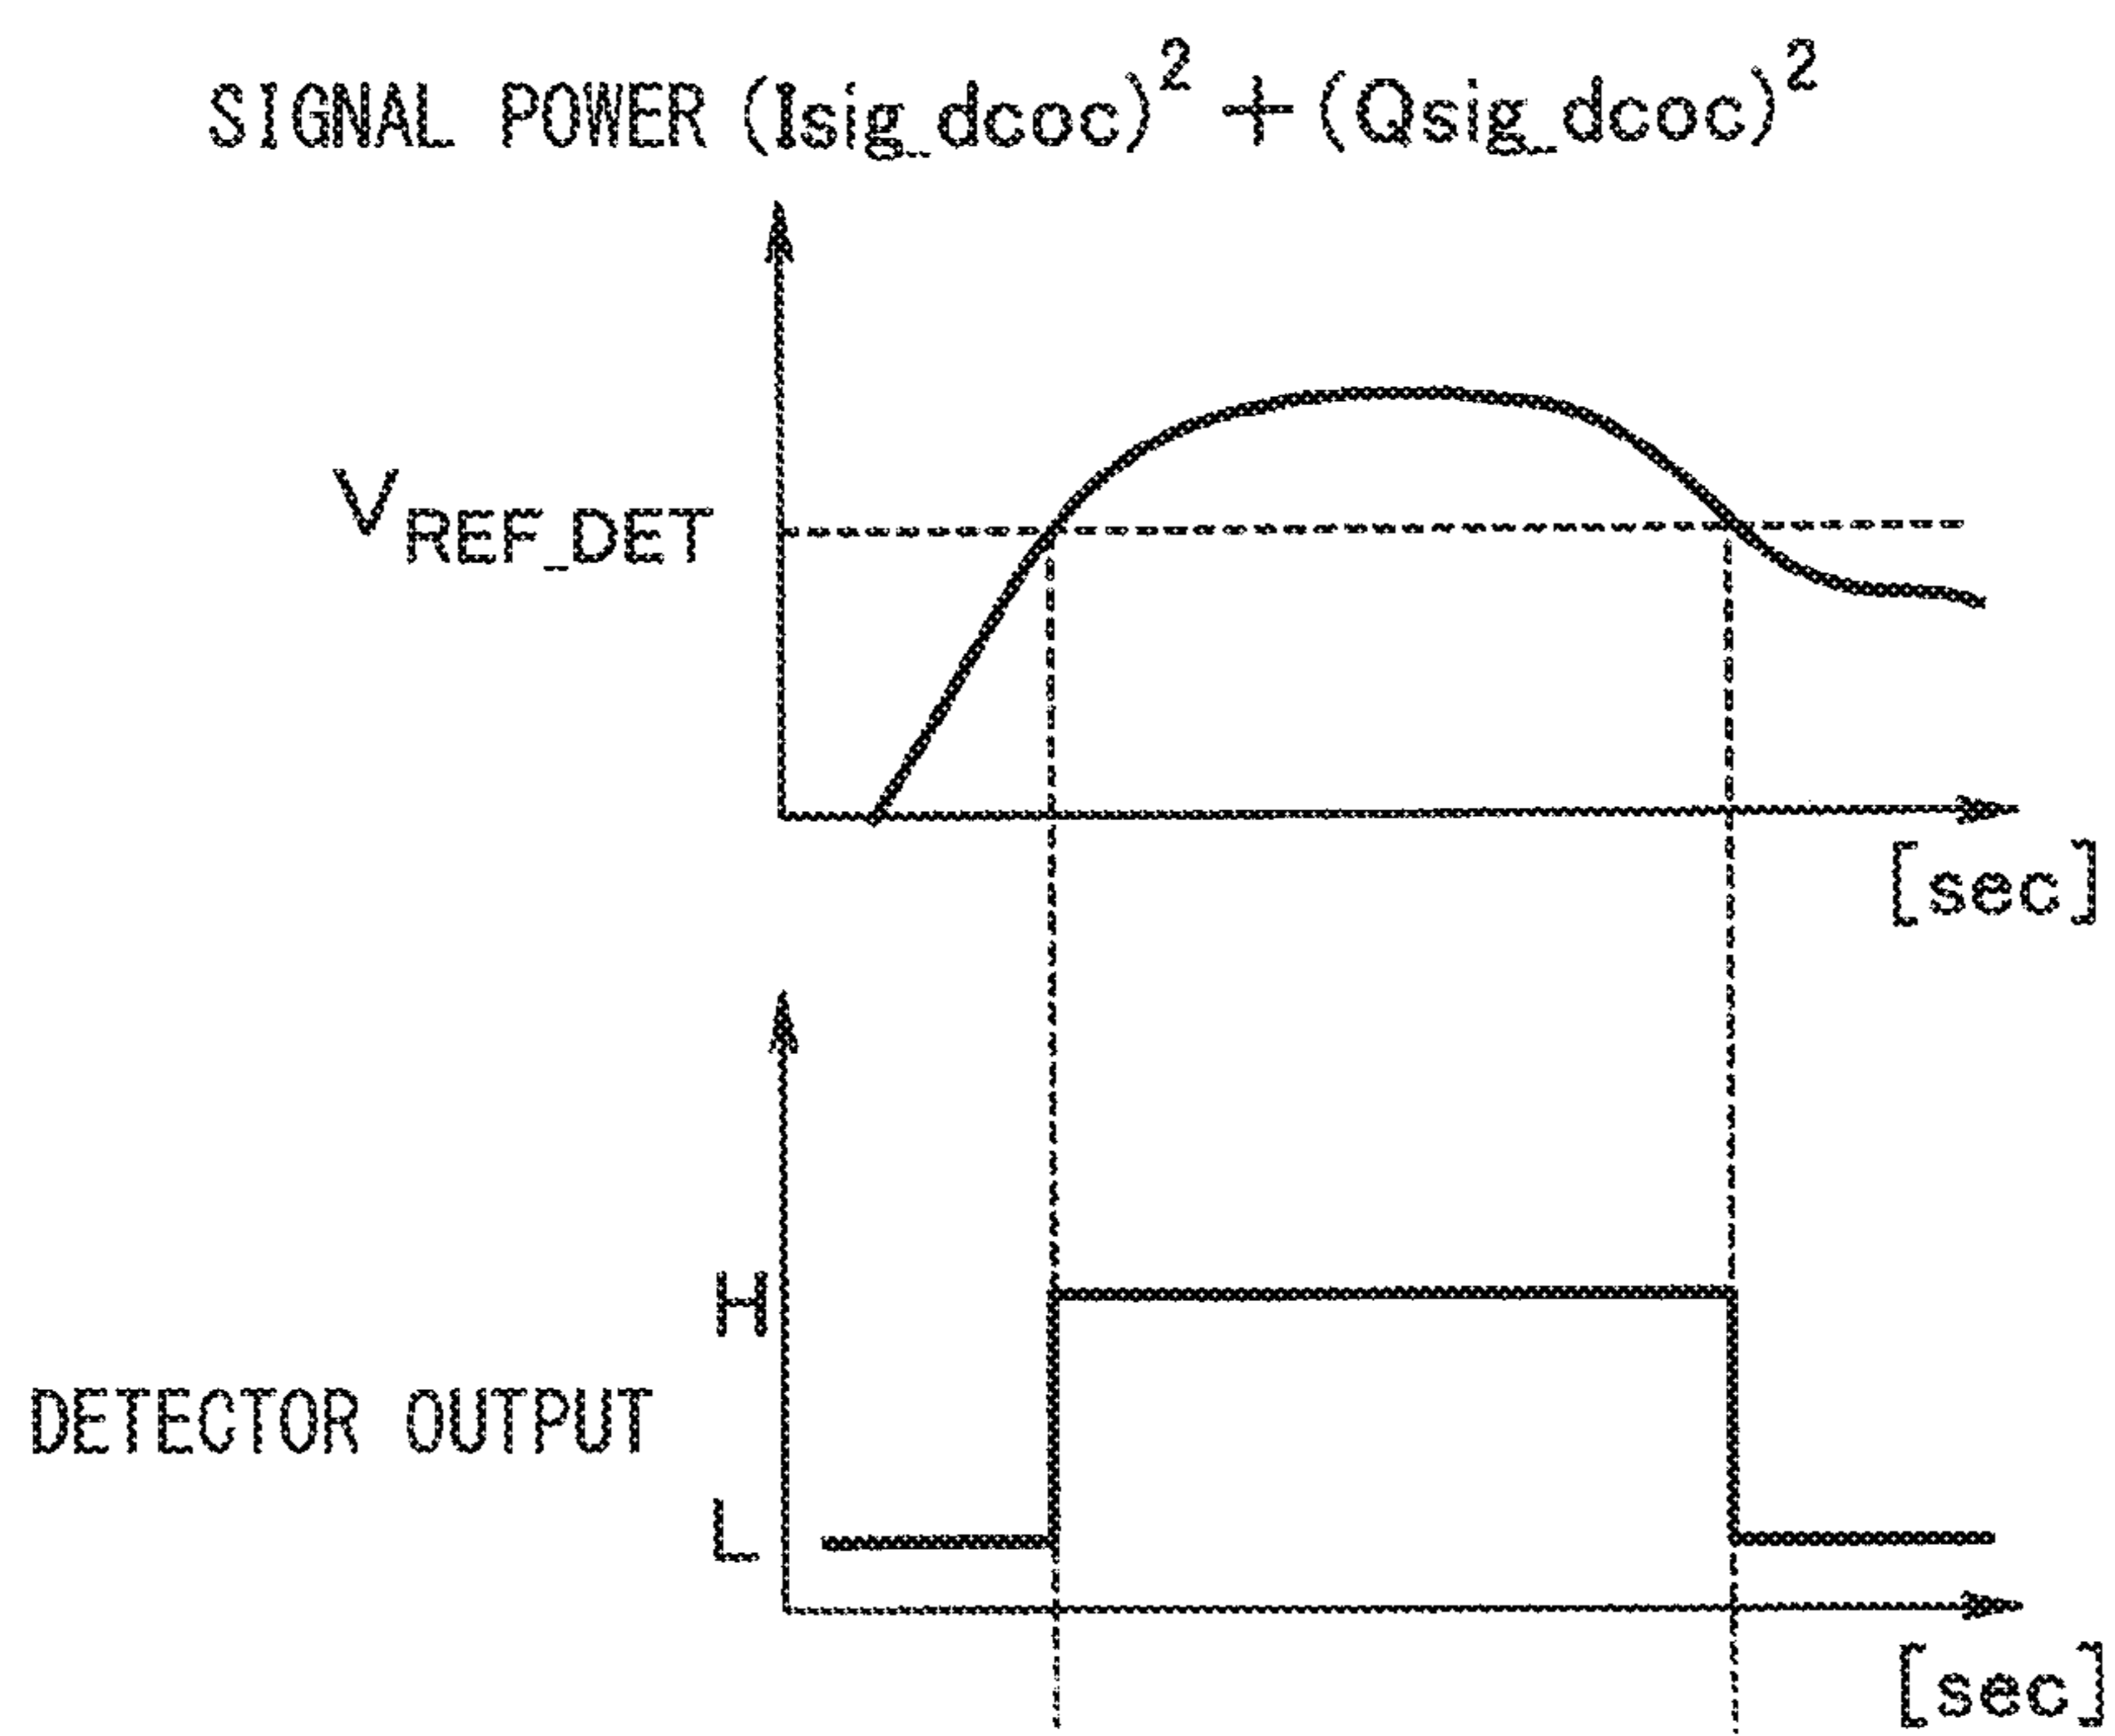 SIGNAL POWER (Isig_dcoc)² + (Qsig_dcoc)²
VREF_DET
[sec]
H
DETECTOR OUTPUT
L
[sec]